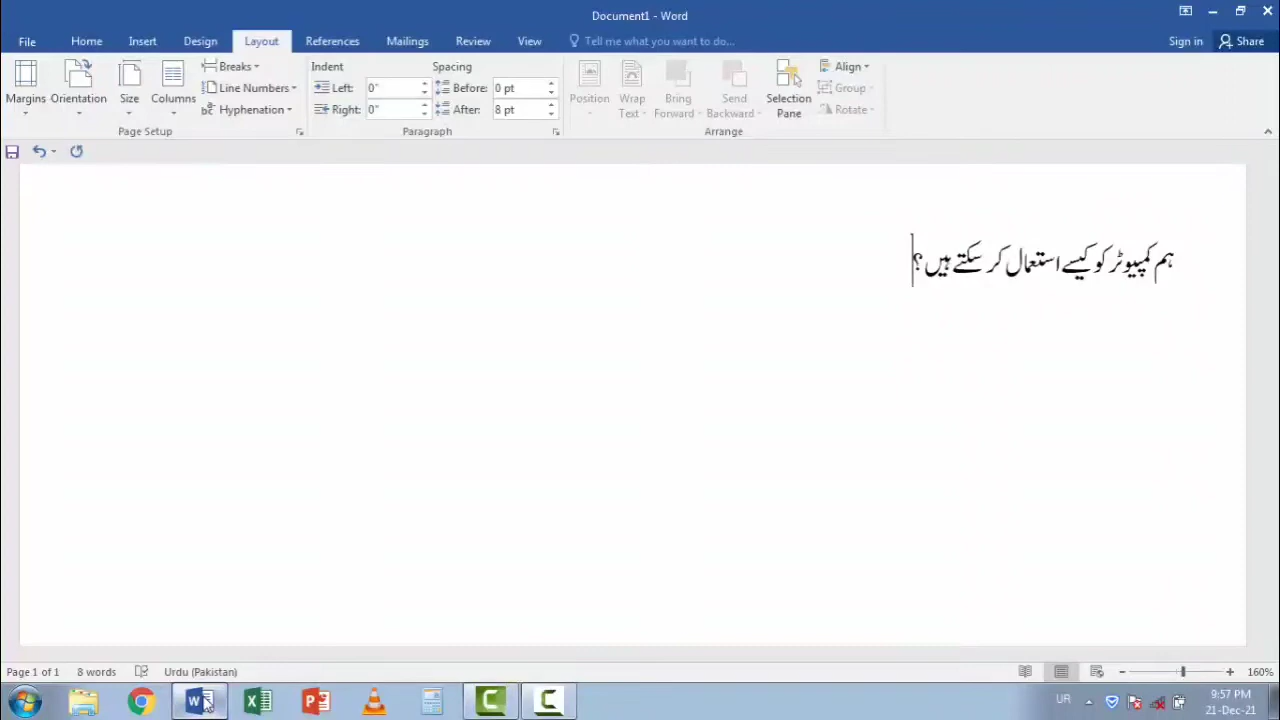 Document1 - Word
File Home Insert Design Layout References Mailings Review View Tell me what you want to do... Sign in Share
Margins Orientation Size Columns Breaks Line Numbers Hyphenation
Page Setup
Indent Spacing
Left: 0" Before: 0 pt
Right: 0" After: 8 pt
Paragraph
Position Wrap Text Bring Forward Send Backward Selection Pane Align Group Rotate
Arrange
ہم کمپیوٹر کو کیسے استعمال کر سکتے ہیں؟
Page 1 of 1 8 words Urdu (Pakistan) 160%
UR 9:57 PM
21-Dec-21